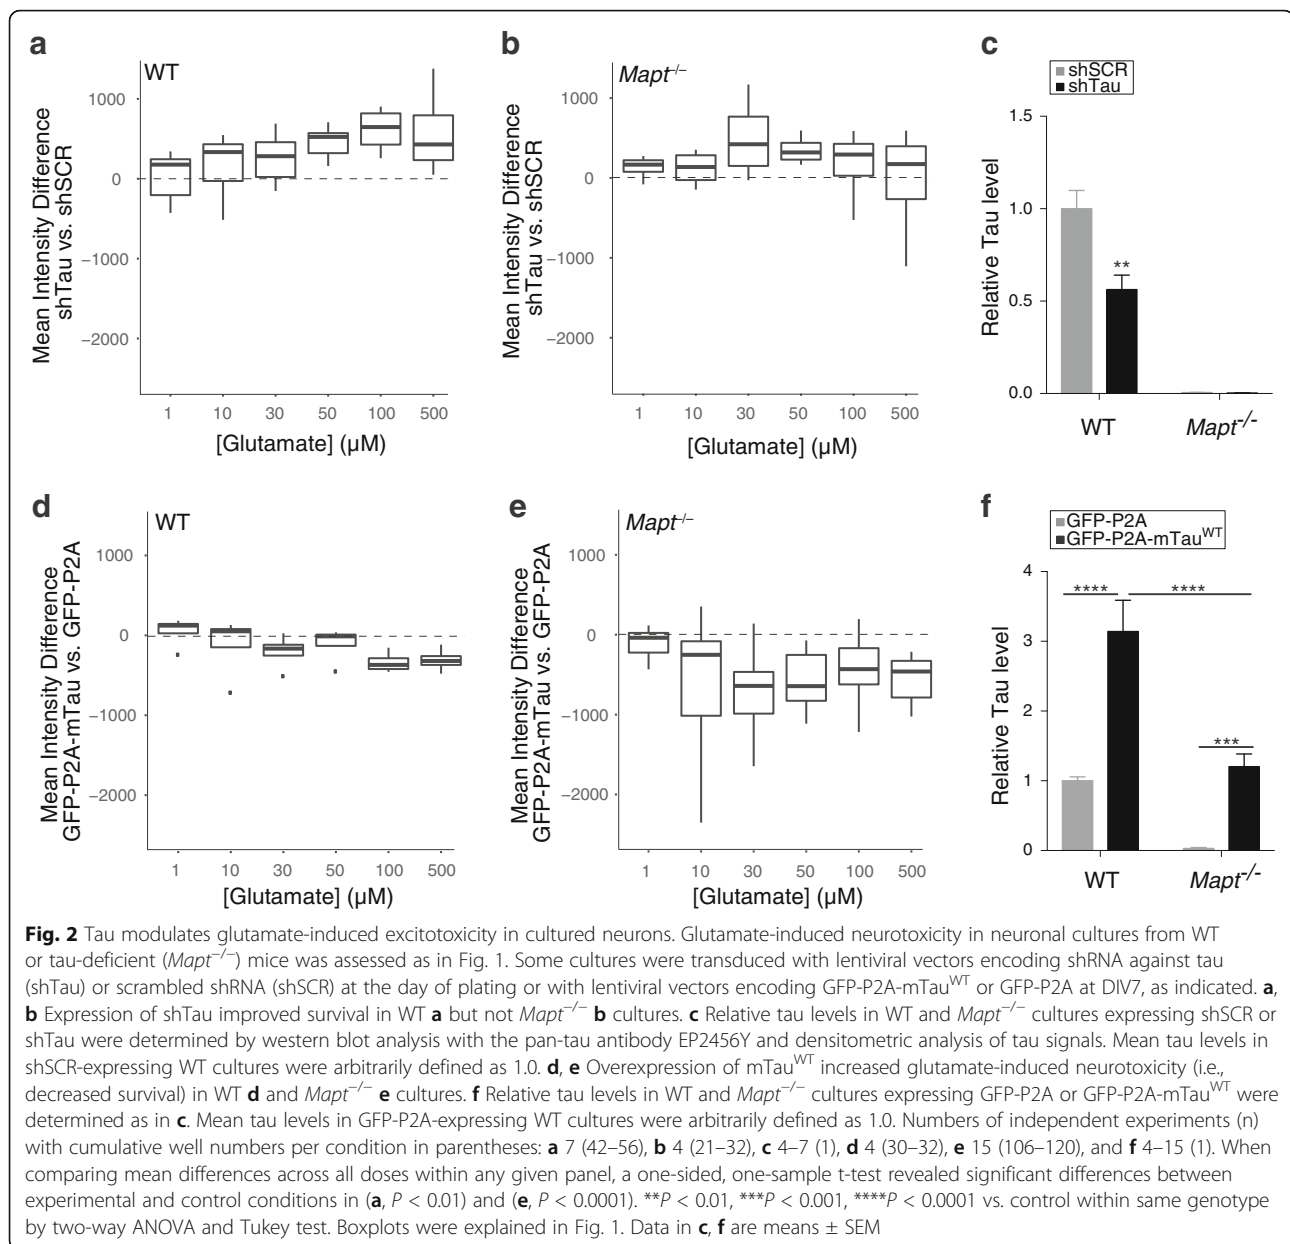 a
WT
Mean Intensity Difference
shTau vs. shSCR
1000
0
−1000
−2000
1 10 30 50 100 500
[Glutamate] (µM)
b
Mapt−/−
Mean Intensity Difference
shTau vs. shSCR
1000
0
−1000
−2000
1 10 30 50 100 500
[Glutamate] (µM)
c
shSCR
shTau
Relative Tau level
1.5
1.0
0.5
0.0
**
WT Mapt-/-
d
WT
Mean Intensity Difference
GFP-P2A-mTau vs. GFP-P2A
1000
0
−1000
−2000
1 10 30 50 100 500
[Glutamate] (µM)
e
Mapt−/−
Mean Intensity Difference
GFP-P2A-mTau vs. GFP-P2A
1000
0
−1000
−2000
1 10 30 50 100 500
[Glutamate] (µM)
f
GFP-P2A
GFP-P2A-mTauWT
Relative Tau level
4
3
2
1
0
**** ****
***
WT Mapt-/-
Fig. 2 Tau modulates glutamate-induced excitotoxicity in cultured neurons. Glutamate-induced neurotoxicity in neuronal cultures from WT
or tau-deficient (Mapt−/−) mice was assessed as in Fig. 1. Some cultures were transduced with lentiviral vectors encoding shRNA against tau
(shTau) or scrambled shRNA (shSCR) at the day of plating or with lentiviral vectors encoding GFP-P2A-mTauWT or GFP-P2A at DIV7, as indicated. a,
b Expression of shTau improved survival in WT a but not Mapt−/− b cultures. c Relative tau levels in WT and Mapt−/− cultures expressing shSCR or
shTau were determined by western blot analysis with the pan-tau antibody EP2456Y and densitometric analysis of tau signals. Mean tau levels in
shSCR-expressing WT cultures were arbitrarily defined as 1.0. d, e Overexpression of mTauWT increased glutamate-induced neurotoxicity (i.e.,
decreased survival) in WT d and Mapt−/− e cultures. f Relative tau levels in WT and Mapt−/− cultures expressing GFP-P2A or GFP-P2A-mTauWT were
determined as in c. Mean tau levels in GFP-P2A-expressing WT cultures were arbitrarily defined as 1.0. Numbers of independent experiments (n)
with cumulative well numbers per condition in parentheses: a 7 (42–56), b 4 (21–32), c 4–7 (1), d 4 (30–32), e 15 (106–120), and f 4–15 (1). When
comparing mean differences across all doses within any given panel, a one-sided, one-sample t-test revealed significant differences between
experimental and control conditions in (a, P < 0.01) and (e, P < 0.0001). **P < 0.01, ***P < 0.001, ****P < 0.0001 vs. control within same genotype
by two-way ANOVA and Tukey test. Boxplots were explained in Fig. 1. Data in c, f are means ± SEM